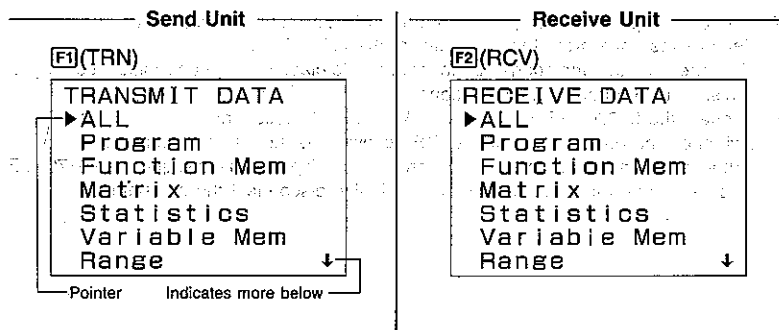 Send Unit
F1(TRN)
TRANSMIT DATA
▶ALL
Program
Function Mem
Matrix
Statistics
Variable Mem
Range ↓
Pointer Indicates more below
Receive Unit
F2(RCV)
RECEIVE DATA
▶ALL
Program
Function Mem
Matrix
Statistics
Variable Mem
Range ↓